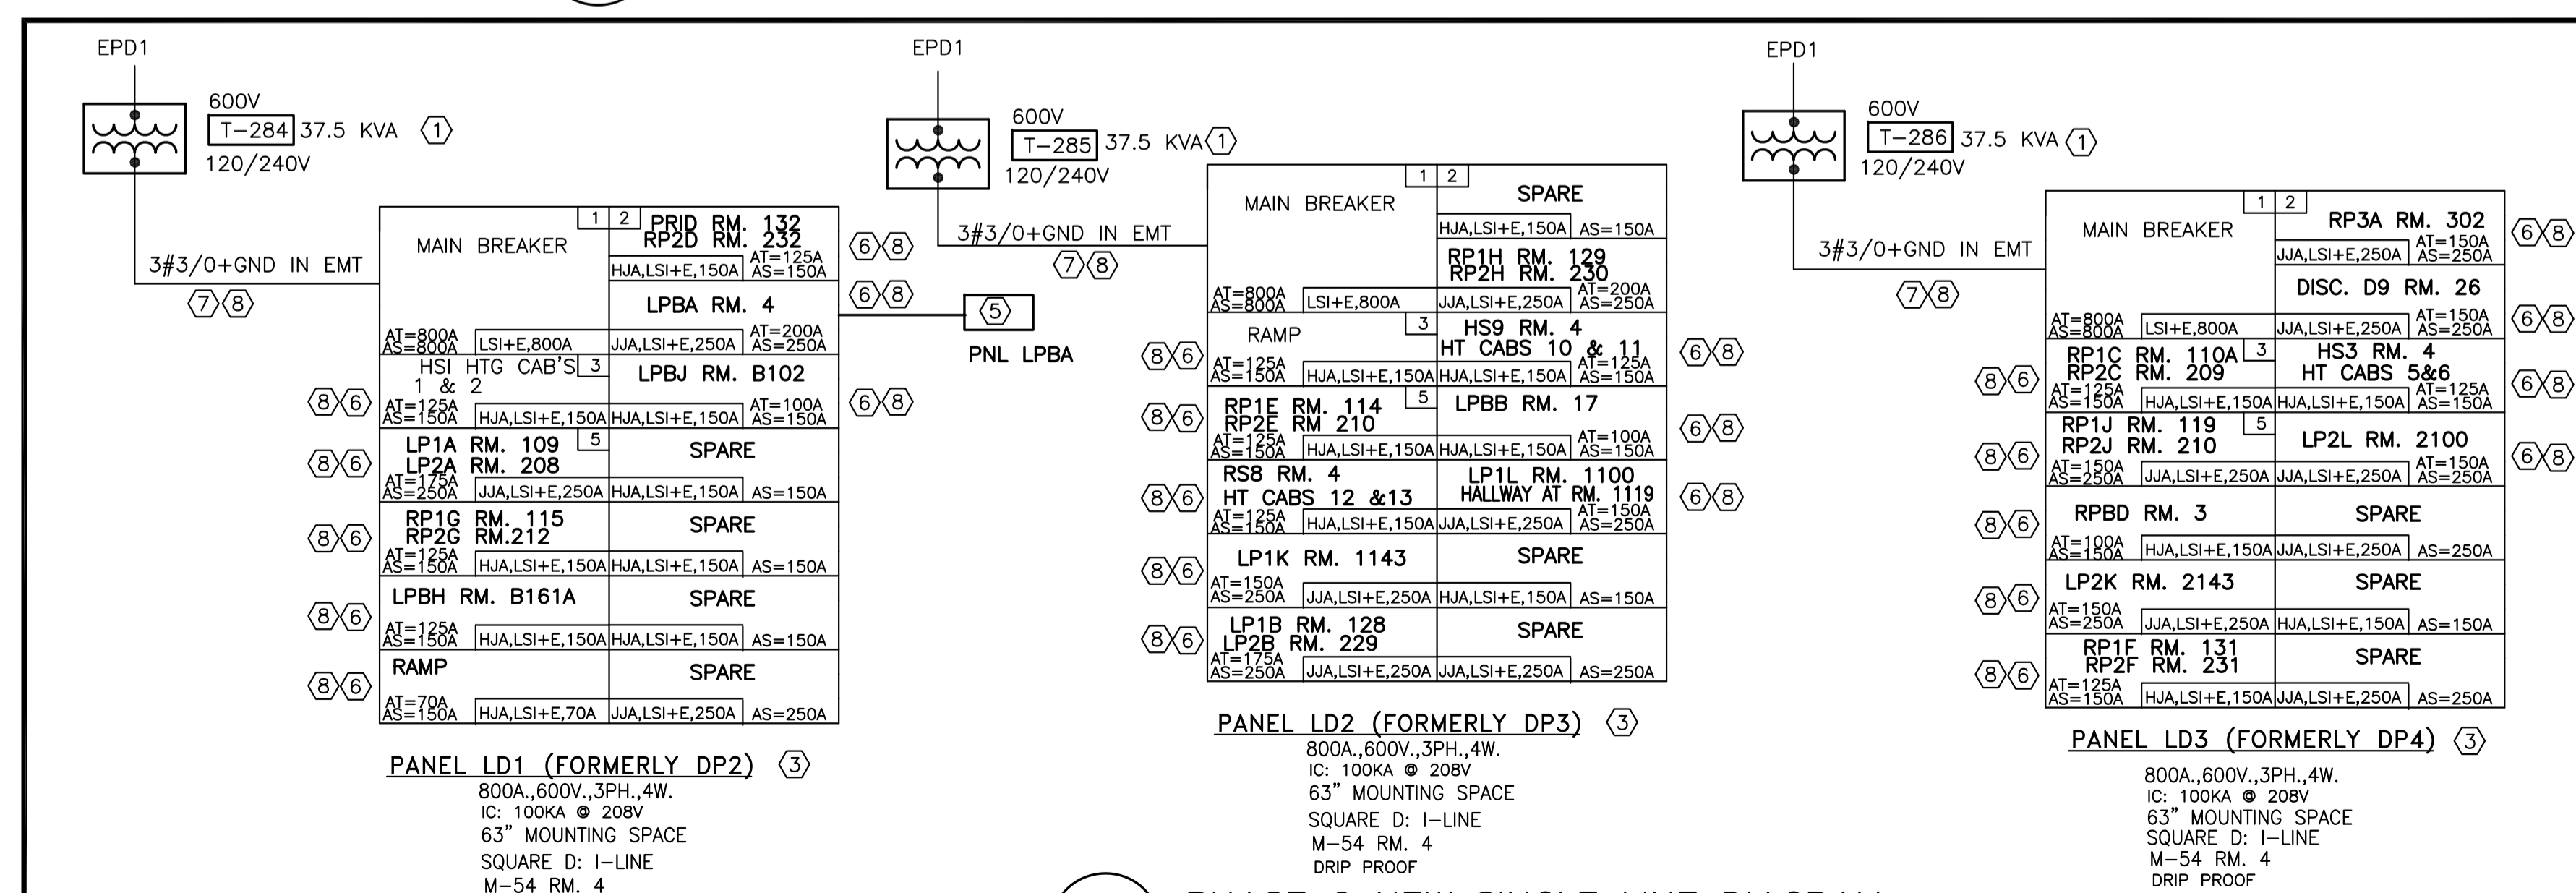 EPD1
600V
T-284 37.5 KVA 1
120/240V
3#3/0+GND IN EMT
7 8
MAIN BREAKER
1 2
PRID RM. 132
RP2D RM. 232
AT=125A
HJA,LSI+E,150A AS=150A
6 8
LPBA RM. 4
6 8
AT=800A
AS=800A
LSI+E,800A
JJA,LSI+E,250A
AT=200A
AS=250A
5
PNL LPBA
HSI HTG CAB'S 3
1 & 2
8 6
AT=125A
AS=150A
HJA,LSI+E,150A
LPBJ RM. B102
HJA,LSI+E,150A
AT=100A
AS=150A
6 8
LP1A RM. 109 5
LP2A RM. 208
8 6
AT=175A
AS=250A
JJA,LSI+E,250A
SPARE
HJA,LSI+E,150A AS=150A
RP1G RM. 115
RP2G RM.212
8 6
AT=125A
AS=150A
HJA,LSI+E,150A
SPARE
HJA,LSI+E,150A AS=150A
LPBH RM. B161A
8 6
AT=125A
AS=150A
HJA,LSI+E,150A
SPARE
HJA,LSI+E,150A AS=150A
RAMP
8 6
AT=70A
AS=150A
HJA,LSI+E,70A
SPARE
JJA,LSI+E,250A AS=250A
PANEL LD1 (FORMERLY DP2) 3
800A.,600V.,3PH.,4W.
IC: 100KA @ 208V
63" MOUNTING SPACE
SQUARE D: I-LINE
M-54 RM. 4
EPD1
600V
T-285 37.5 KVA 1
120/240V
3#3/0+GND IN EMT
7 8
MAIN BREAKER
1 2
SPARE
HJA,LSI+E,150A AS=150A
RP1H RM. 129
RP2H RM. 230
AT=800A
AS=800A
LSI+E,800A
JJA,LSI+E,250A
AT=200A
AS=250A
RAMP 3
8 6
AT=125A
AS=150A
HJA,LSI+E,150A
HS9 RM. 4
HT CABS 10 & 11
HJA,LSI+E,150A
AT=125A
AS=150A
6 8
RP1E RM. 114 5
RP2E RM 210
8 6
AT=125A
AS=150A
HJA,LSI+E,150A
LPBB RM. 17
HJA,LSI+E,150A
AT=100A
AS=150A
6 8
RS8 RM. 4
HT CABS 12 &13
8 6
AT=125A
AS=150A
HJA,LSI+E,150A
LP1L RM. 1100
HALLWAY AT RM. 1119
JJA,LSI+E,250A
AT=150A
AS=250A
6 8
LP1K RM. 1143
8 6
AT=150A
AS=250A
JJA,LSI+E,250A
SPARE
HJA,LSI+E,150A AS=150A
LP1B RM. 128
LP2B RM. 229
8 6
AT=175A
AS=250A
JJA,LSI+E,250A
SPARE
JJA,LSI+E,250A AS=250A
PANEL LD2 (FORMERLY DP3) 3
800A.,600V.,3PH.,4W.
IC: 100KA @ 208V
63" MOUNTING SPACE
SQUARE D: I-LINE
M-54 RM. 4
DRIP PROOF
EPD1
600V
T-286 37.5 KVA 1
120/240V
3#3/0+GND IN EMT
7 8
MAIN BREAKER
1 2
RP3A RM. 302
JJA,LSI+E,250A
AT=150A
AS=250A
6 8
DISC. D9 RM. 26
AT=800A
AS=800A
LSI+E,800A
JJA,LSI+E,250A
AT=150A
AS=250A
6 8
RP1C RM. 110A 3
RP2C RM. 209
8 6
AT=125A
AS=150A
HJA,LSI+E,150A
HS3 RM. 4
HT CABS 5&6
HJA,LSI+E,150A
AT=125A
AS=150A
6 8
RP1J RM. 119 5
RP2J RM. 210
8 6
AT=150A
AS=250A
JJA,LSI+E,250A
LP2L RM. 2100
JJA,LSI+E,250A
AT=150A
AS=250A
6 8
RPBD RM. 3
8 6
AT=100A
AS=150A
HJA,LSI+E,150A
SPARE
JJA,LSI+E,250A AS=250A
LP2K RM. 2143
8 6
AT=150A
AS=250A
JJA,LSI+E,250A
SPARE
HJA,LSI+E,150A AS=150A
RP1F RM. 131
RP2F RM. 231
8 6
AT=125A
AS=150A
HJA,LSI+E,150A
SPARE
JJA,LSI+E,250A AS=250A
PANEL LD3 (FORMERLY DP4) 3
800A.,600V.,3PH.,4W.
IC: 100KA @ 208V
63" MOUNTING SPACE
SQUARE D: I-LINE
M-54 RM. 4
DRIP PROOF